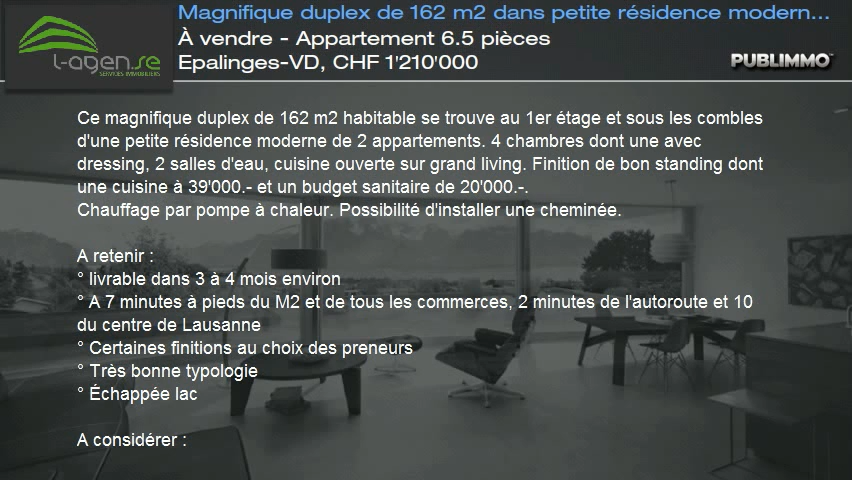 Magnifique duplex de 162 m2 dans petite résidence modern...
À vendre - Appartement 6.5 pièces
Epalinges-VD, CHF 1'210'000
l-agence
SERVICES IMMOBILIERS
PUBLIMMO
Ce magnifique duplex de 162 m2 habitable se trouve au 1er étage et sous les combles
d'une petite résidence moderne de 2 appartements. 4 chambres dont une avec
dressing, 2 salles d'eau, cuisine ouverte sur grand living. Finition de bon standing dont
une cuisine à 39'000.- et un budget sanitaire de 20'000.-.
Chauffage par pompe à chaleur. Possibilité d'installer une cheminée.
A retenir :
° livrable dans 3 à 4 mois environ
° A 7 minutes à pieds du M2 et de tous les commerces, 2 minutes de l'autoroute et 10
du centre de Lausanne
° Certaines finitions au choix des preneurs
° Très bonne typologie
° Échappée lac
A considérer :